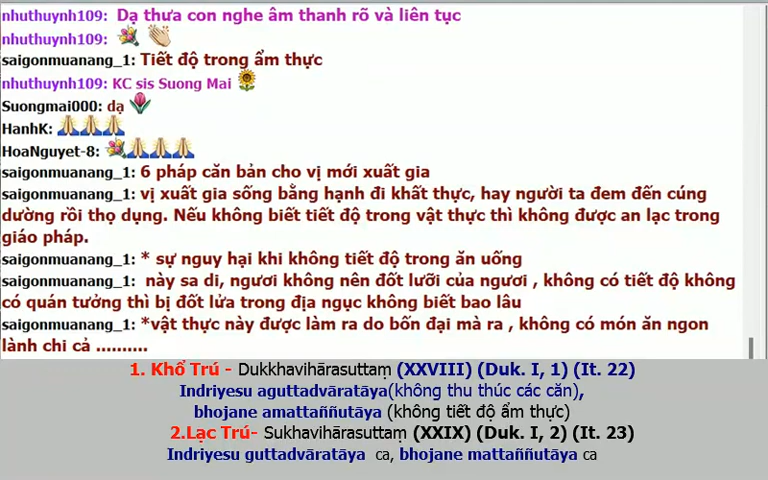 nhuthuynh109: Dạ thưa con nghe âm thanh rõ và liên tục
nhuthuynh109:
saigonmuanang_1: Tiết độ trong ẩm thực
nhuthuynh109: KC sis Suong Mai
Suongmai000: dạ
HanhK:
HoaNguyet-8:
saigonmuanang_1: 6 pháp căn bản cho vị mới xuất gia
saigonmuanang_1: vị xuất gia sống bằng hạnh đi khất thực, hay người ta đem đến cúng
dường rồi thọ dụng. Nếu không biết tiết độ trong vật thực thì không được an lạc trong
giáo pháp.
saigonmuanang_1: * sự nguy hại khi không tiết độ trong ăn uống
saigonmuanang_1: này sa di, ngươi không nên đốt lưỡi của ngươi , không có tiết độ không
có quán tưởng thì bị đốt lửa trong địa ngục không biết bao lâu
saigonmuanang_1: *vật thực này được làm ra do bốn đại mà ra , không có món ăn ngon
lành chi cả ..........
1. Khổ Trú - Dukkhavihārasuttaṃ (XXVIII) (Duk. I, 1) (It. 22)
Indriyesu aguttadvāratāya(không thu thúc các căn),
bhojane amattaññutāya (không tiết độ ẩm thực)
2.Lạc Trú- Sukhavihārasuttaṃ (XXIX) (Duk. I, 2) (It. 23)
Indriyesu guttadvāratāya ca, bhojane mattaññutāya ca